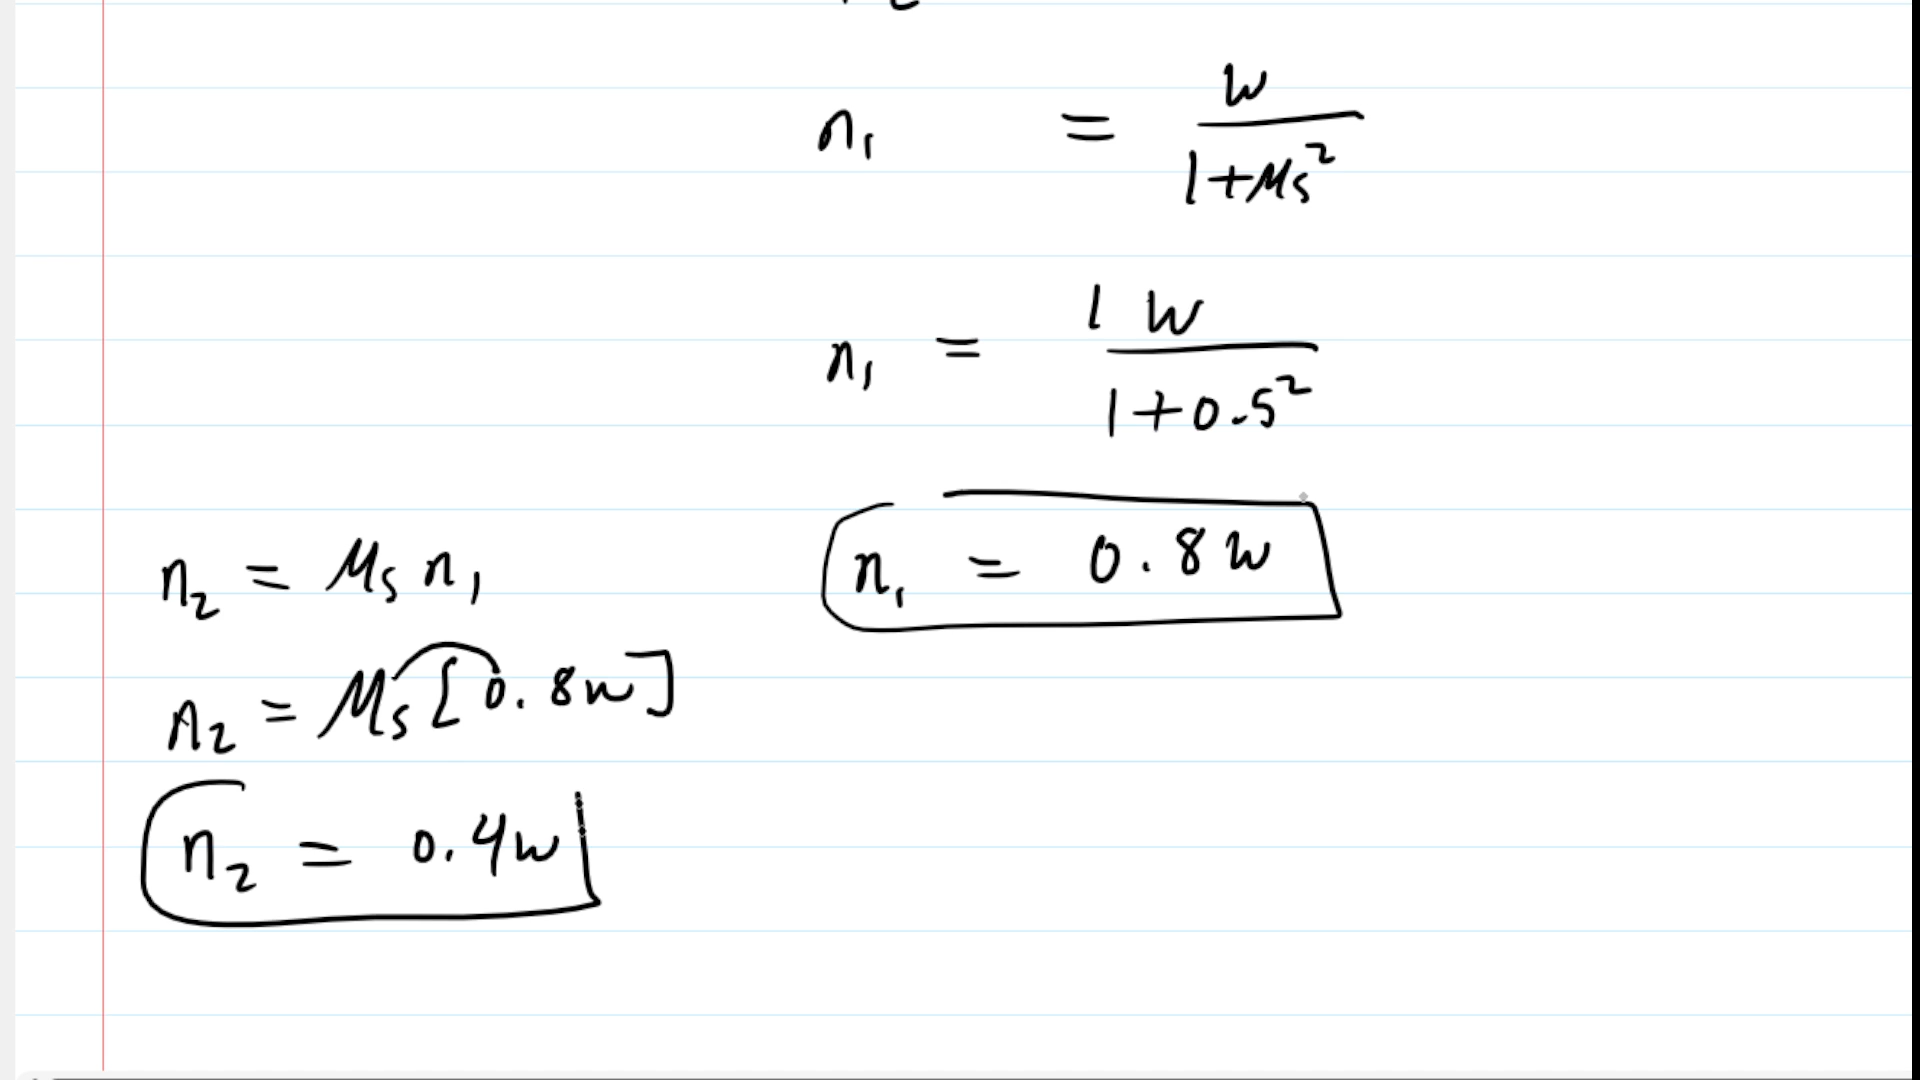 n₁ = w / (1+μₛ²)
n₁ = 1 w / (1+0.5²)
n₁ = 0.8w
n₂ = μₛ n₁
n₂ = μₛ[0.8w]
n₂ = 0.4w